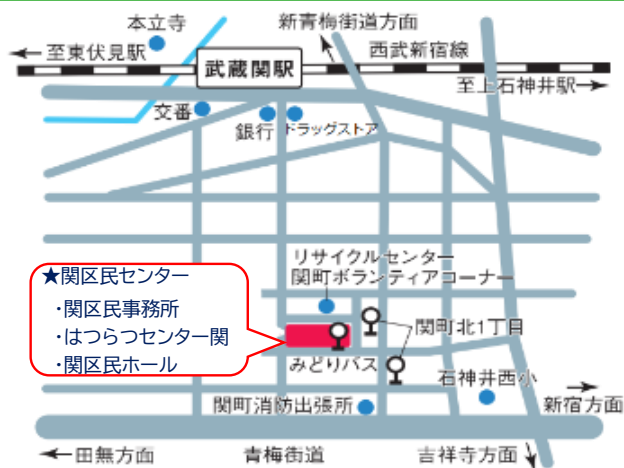 本立寺
新青梅街道方面
←至東伏見駅
西武新宿線
武蔵関駅
至上石神井駅→
交番
銀行
ドラッグストア
リサイクルセンター
関町ボランティアコーナー
★関区民センター
・関区民事務所
・はつらつセンター関
・関区民ホール
関町北1丁目
みどりバス
石神井西小
関町消防出張所
新宿方面
←田無方面
青梅街道
吉祥寺方面